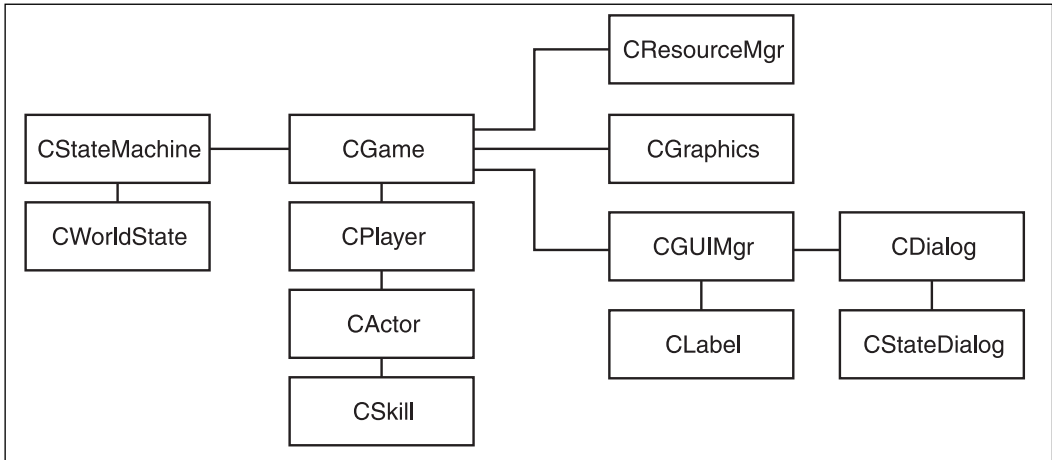 CResourceMgr
CStateMachine
CGame
CGraphics
CWorldState
CPlayer
CGUIMgr
CDialog
CActor
CLabel
CStateDialog
CSkill